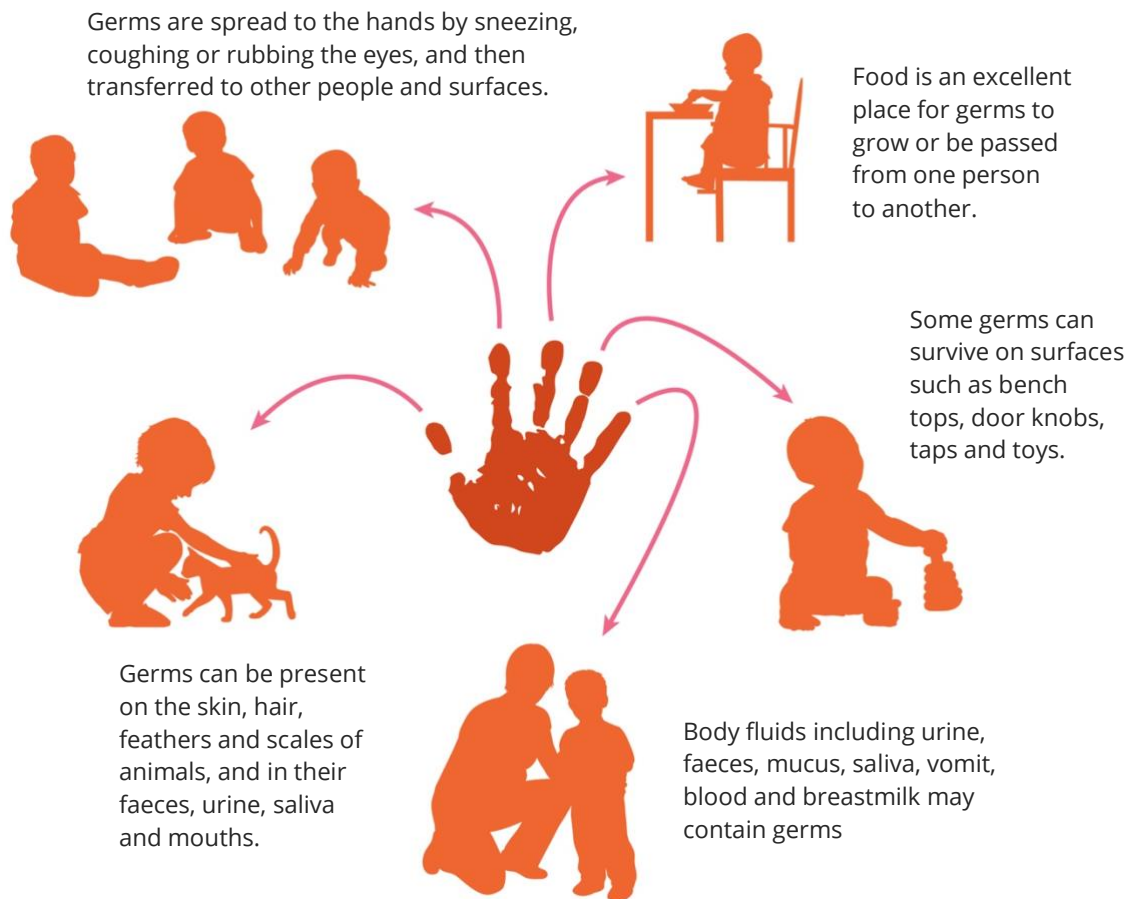 Germs are spread to the hands by sneezing,
coughing or rubbing the eyes, and then
transferred to other people and surfaces.
Food is an excellent
place for germs to
grow or be passed
from one person
to another.
Some germs can
survive on surfaces
such as bench
tops, door knobs,
taps and toys.
Germs can be present
on the skin, hair,
feathers and scales of
animals, and in their
faeces, urine, saliva
and mouths.
Body fluids including urine,
faeces, mucus, saliva, vomit,
blood and breastmilk may
contain germs